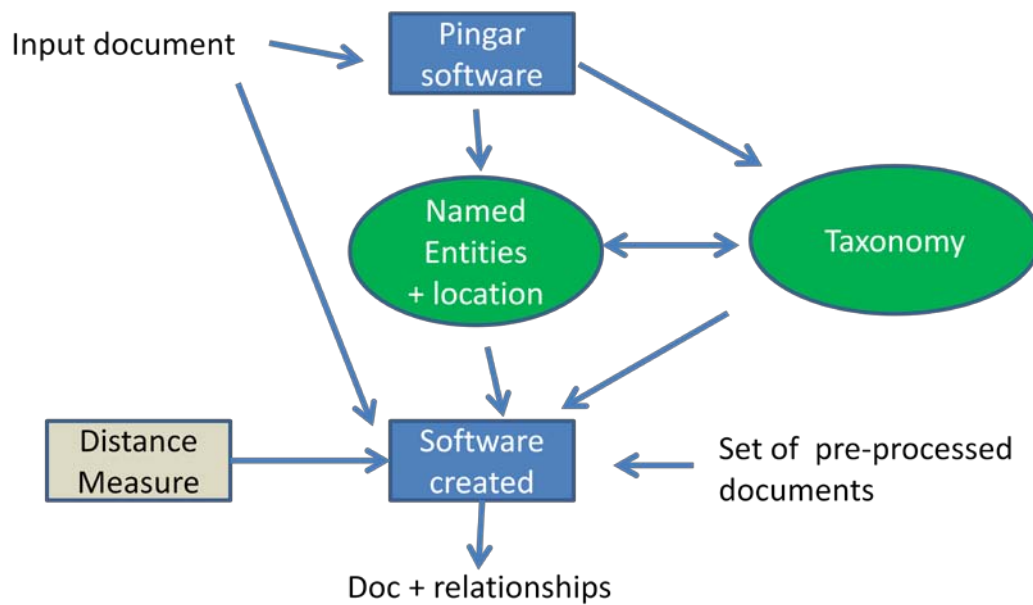 Input document
Pingar
software
Named
Entities
+ location
Taxonomy
Distance
Measure
Software
created
Set of pre-processed
documents
Doc + relationships